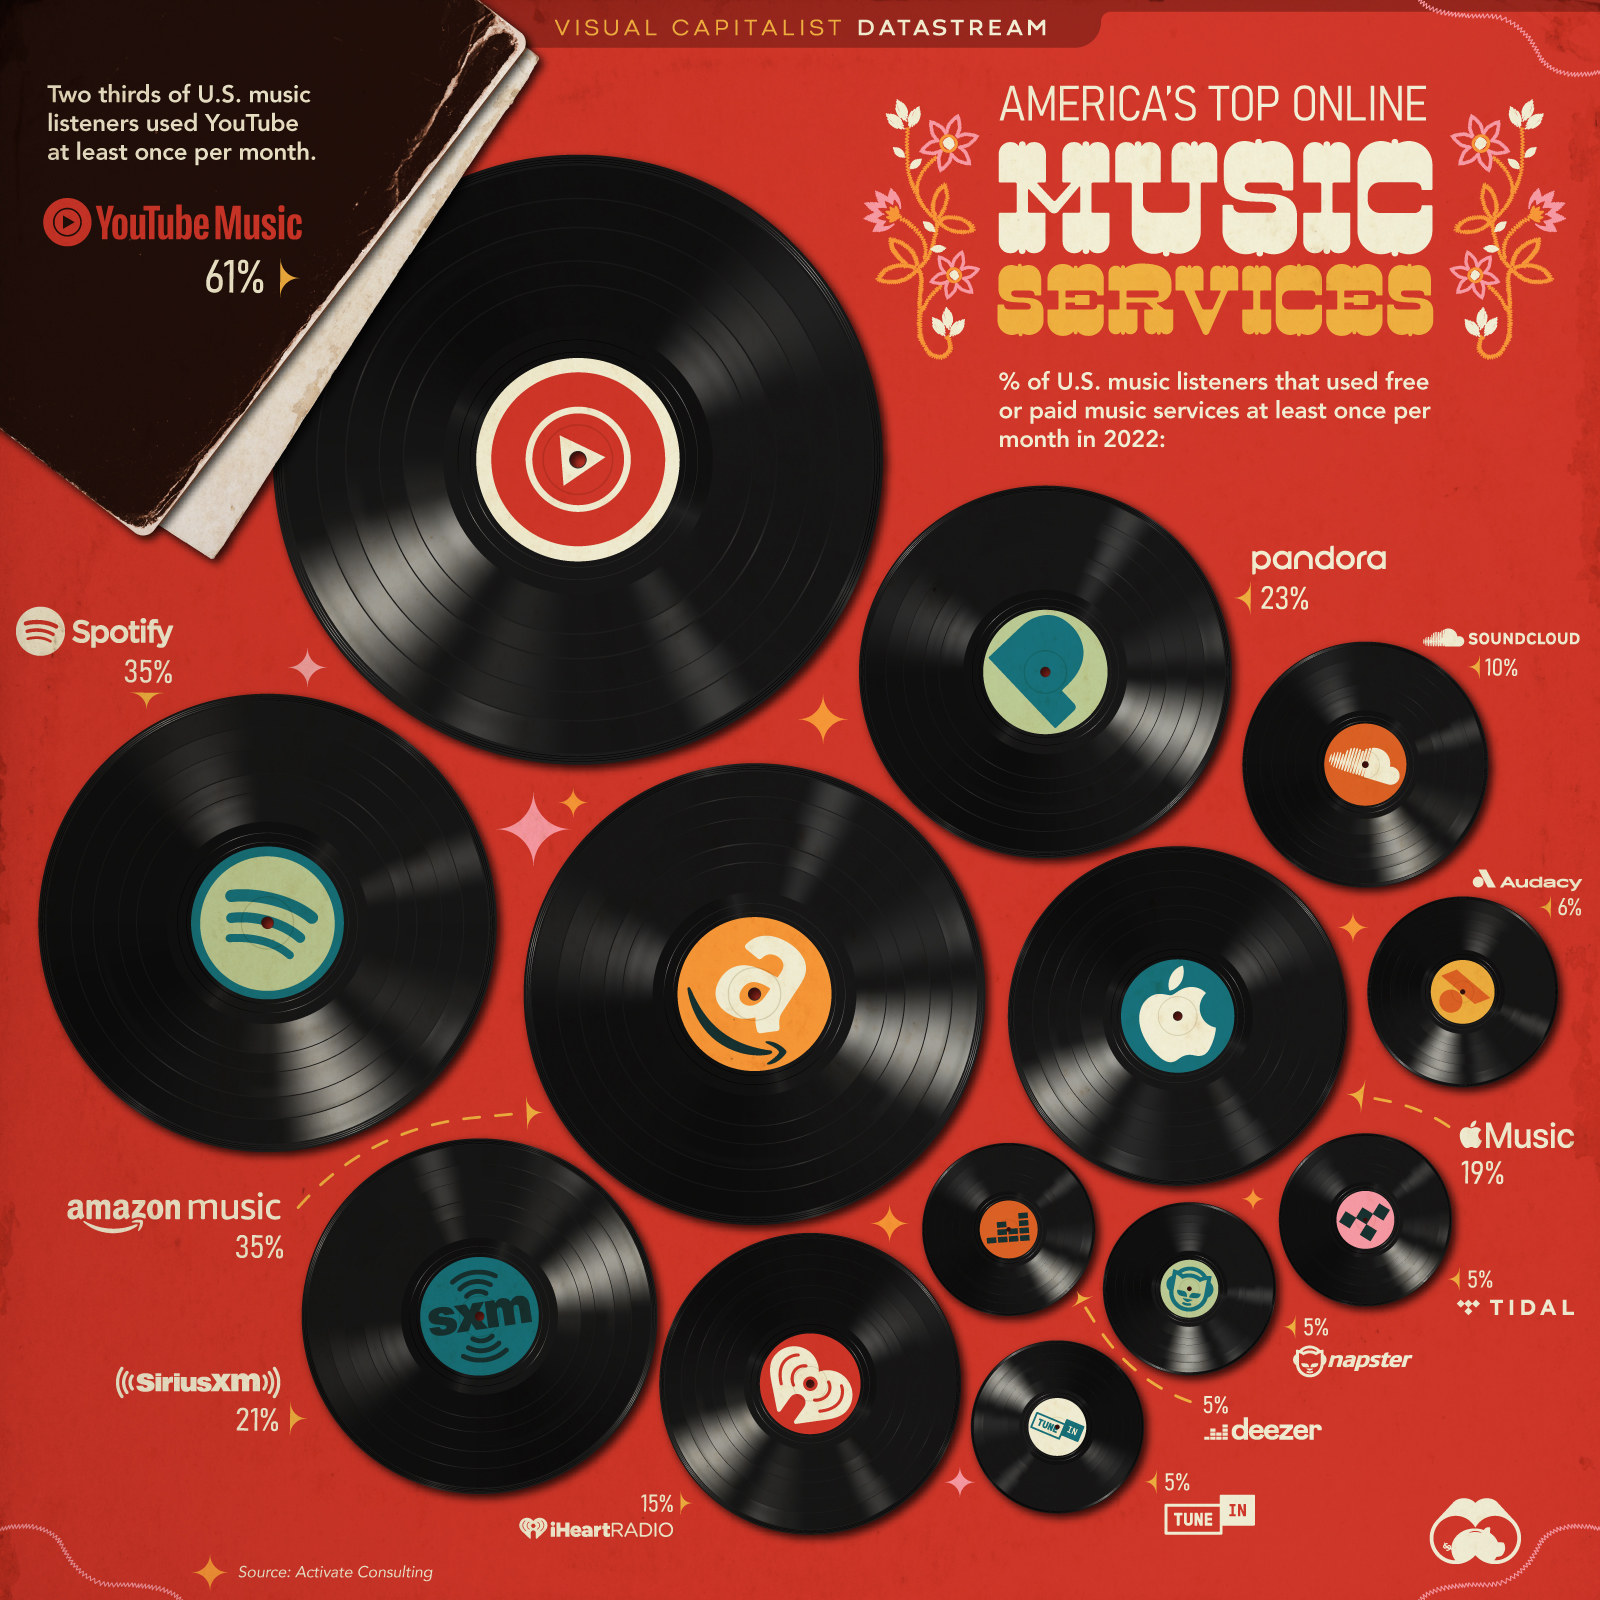 VISUAL CAPITALIST DATASTREAM
Two thirds of U.S. music
listeners used YouTube
at least once per month.
YouTube Music
61%
AMERICA'S TOP ONLINE
MUSIC
SERVICES
% of U.S. music listeners that used free
or paid music services at least once per
month in 2022:
pandora
23%
SOUNDCLOUD
10%
Spotify
35%
Audacy
6%
Music
19%
amazon music
35%
sxm
SiriusXM
21%
5%
TIDAL
5%
napster
5%
deezer
TUNE IN
5%
TUNE IN
15%
iHeartRADIO
Source: Activate Consulting